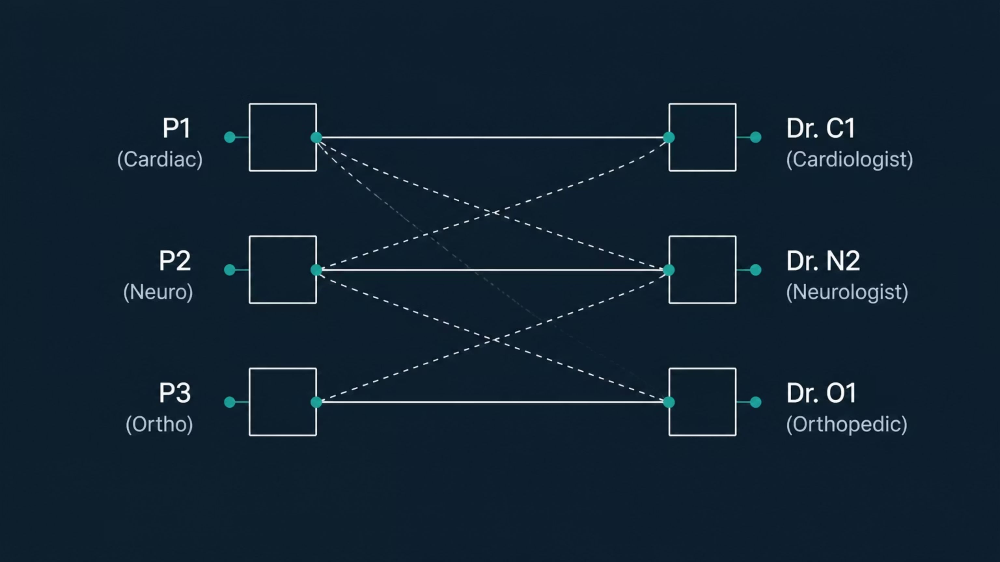 P1
(Cardiac)
Dr. C1
(Cardiologist)
P2
(Neuro)
Dr. N2
(Neurologist)
P3
(Ortho)
Dr. O1
(Orthopedic)